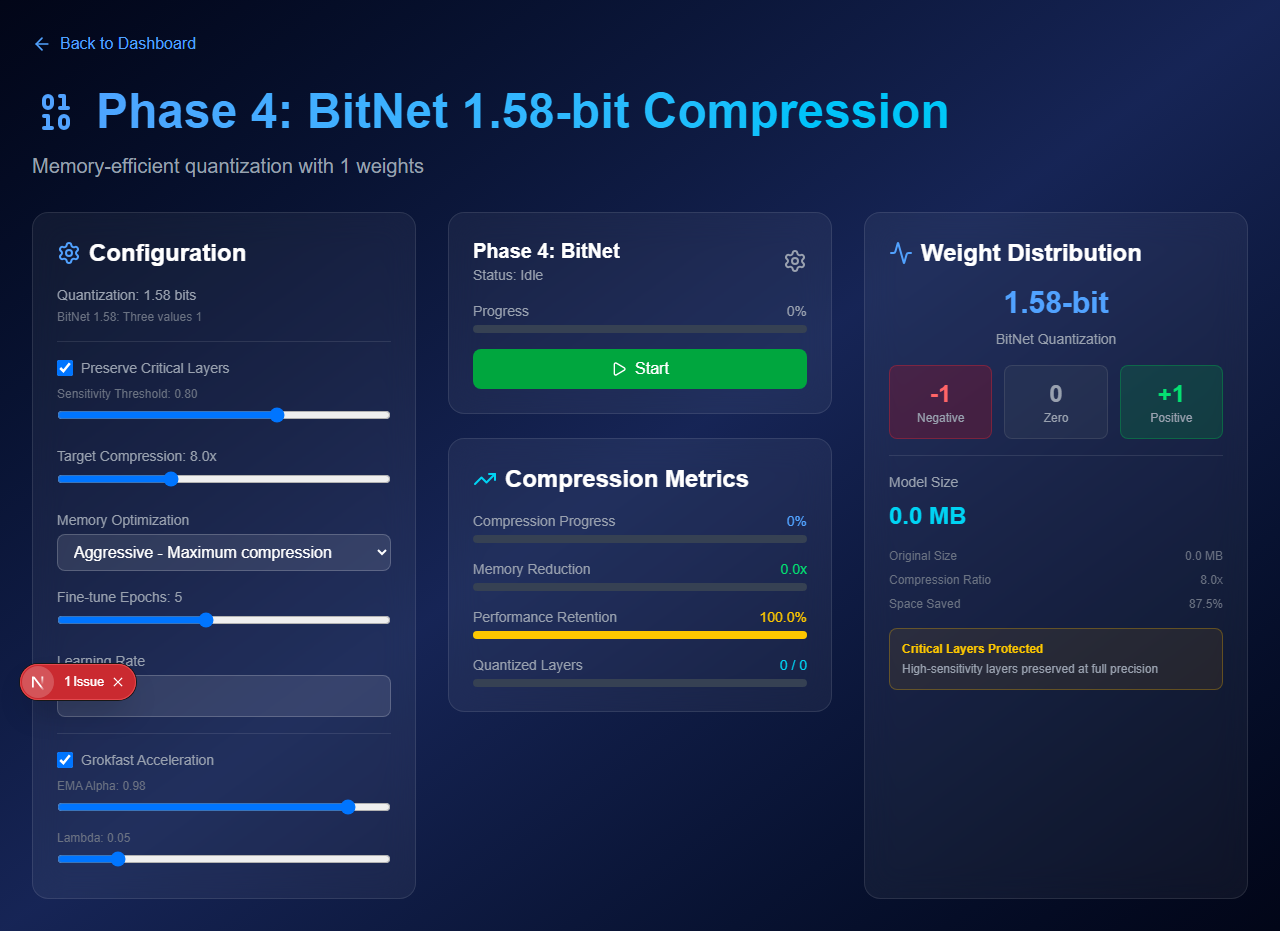 Back to Dashboard
01
10
Phase 4: BitNet 1.58-bit Compression
Memory-efficient quantization with 1 weights
Configuration
Quantization: 1.58 bits
BitNet 1.58: Three values 1
Preserve Critical Layers
Sensitivity Threshold: 0.80
Target Compression: 8.0x
Memory Optimization
Aggressive - Maximum compression
Fine-tune Epochs: 5
Learning Rate
N 1 Issue
Grokfast Acceleration
EMA Alpha: 0.98
Lambda: 0.05
Phase 4: BitNet
Status: Idle
Progress 0%
Start
Compression Metrics
Compression Progress 0%
Memory Reduction 0.0x
Performance Retention 100.0%
Quantized Layers 0 / 0
Weight Distribution
1.58-bit
BitNet Quantization
-1 0 +1
Negative Zero Positive
Model Size
0.0 MB
Original Size 0.0 MB
Compression Ratio 8.0x
Space Saved 87.5%
Critical Layers Protected
High-sensitivity layers preserved at full precision